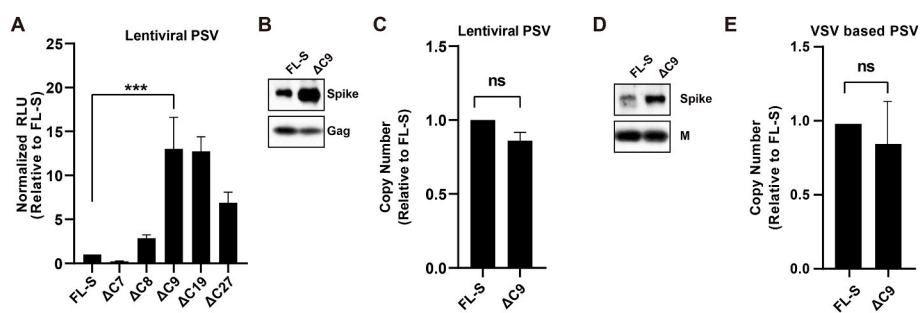 A
Lentiviral PSV
Normalized RLU
(Relative to FL-S)
25
20
15
10
5
0
***
FL-S
ΔC7
ΔC8
ΔC9
ΔC19
ΔC27
B
FL-S
ΔC9
Spike
Gag
C
Lentiviral PSV
Copy Number
(Relative to FL-S)
1.5
1.0
0.5
0.0
ns
FL-S
ΔC9
D
FL-S
ΔC9
Spike
M
E
VSV based PSV
Copy Number
(Relative to FL-S)
1.5
1.0
0.5
0.0
ns
FL-S
ΔC9